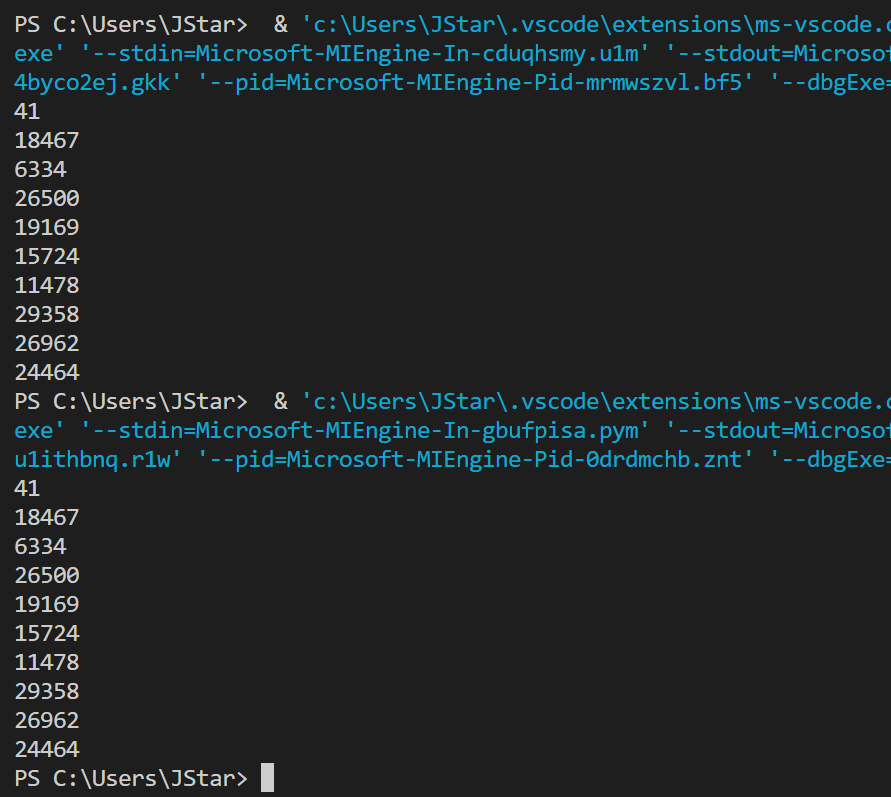 PS C:\Users\JStar>  & 'c:\Users\JStar\.vscode\extensions\ms-vscode.c
exe' '--stdin=Microsoft-MIEngine-In-cduqhsmy.u1m' '--stdout=Microsof
4byco2ej.gkk' '--pid=Microsoft-MIEngine-Pid-mrmwszvl.bf5' '--dbgExe=
41
18467
6334
26500
19169
15724
11478
29358
26962
24464
PS C:\Users\JStar>  & 'c:\Users\JStar\.vscode\extensions\ms-vscode.c
exe' '--stdin=Microsoft-MIEngine-In-gbufpisa.pym' '--stdout=Microsof
u1ithbnq.r1w' '--pid=Microsoft-MIEngine-Pid-0drdmchb.znt' '--dbgExe=
41
18467
6334
26500
19169
15724
11478
29358
26962
24464
PS C:\Users\JStar>